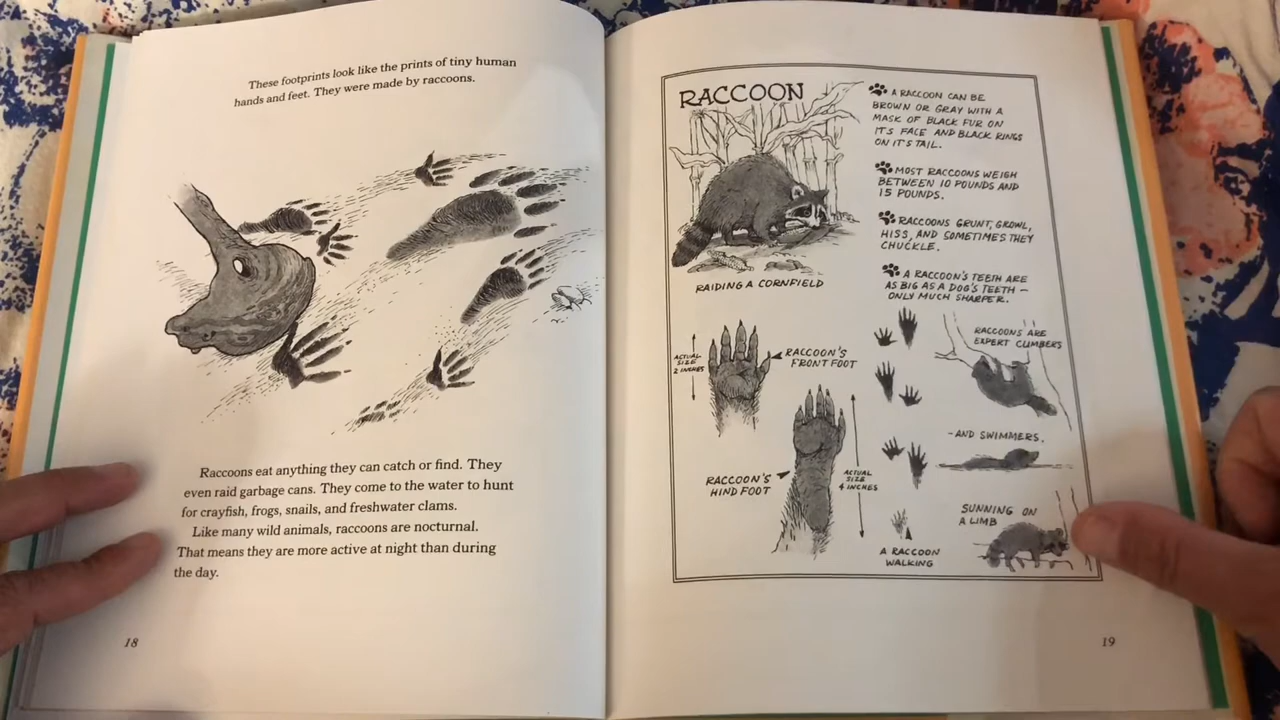 These footprints look like the prints of tiny human
hands and feet. They were made by raccoons.
Raccoons eat anything they can catch or find. They
even raid garbage cans. They come to the water to hunt
for crayfish, frogs, snails, and freshwater clams.
Like many wild animals, raccoons are nocturnal.
That means they are more active at night than during
the day.
18
RACCOON
RAIDING A CORNFIELD
A RACCOON CAN BE
BROWN OR GRAY WITH A
MASK OF BLACK FUR ON
IT'S FACE AND BLACK RINGS
ON IT'S TAIL.
MOST RACCOONS WEIGH
BETWEEN 10 POUNDS AND
15 POUNDS.
RACCOONS GRUNT, GROWL,
HISS, AND SOMETIMES THEY
CHUCKLE.
A RACCOON'S TEETH ARE
AS BIG AS A DOG'S TEETH –
ONLY MUCH SHARPER.
ACTUAL
SIZE
2 INCHES
RACCOON'S
FRONT FOOT
RACCOON'S
HIND FOOT
ACTUAL
SIZE
4 INCHES
A RACCOON
WALKING
RACCOONS ARE
EXPERT CLIMBERS
-AND SWIMMERS.
SUNNING ON
A LIMB
19